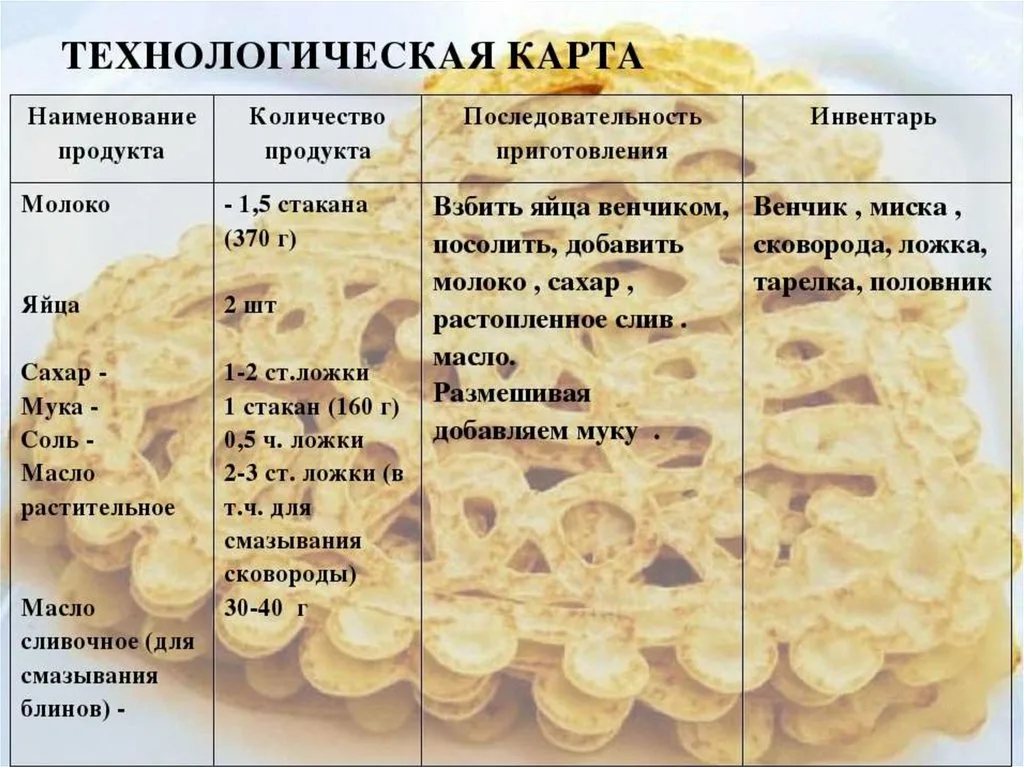 ТЕХНОЛОГИЧЕСКАЯ КАРТА
Наименование
продукта
Количество
продукта
Последовательность
приготовления
Инвентарь
Молоко
Яйца
Сахар -
Мука -
Соль -
Масло
растительное
Масло
сливочное (для
смазывания
блинов) -
- 1,5 стакана
(370 г)
2 шт
1-2 ст.ложки
1 стакан (160 г)
0,5 ч. ложки
2-3 ст. ложки (в
т.ч. для
смазывания
сковороды)
30-40  г
Взбить яйца венчиком,
посолить, добавить
молоко , сахар ,
растопленное слив .
масло.
Размешивая
добавляем муку  .
Венчик , миска ,
сковорода, ложка,
тарелка, половник